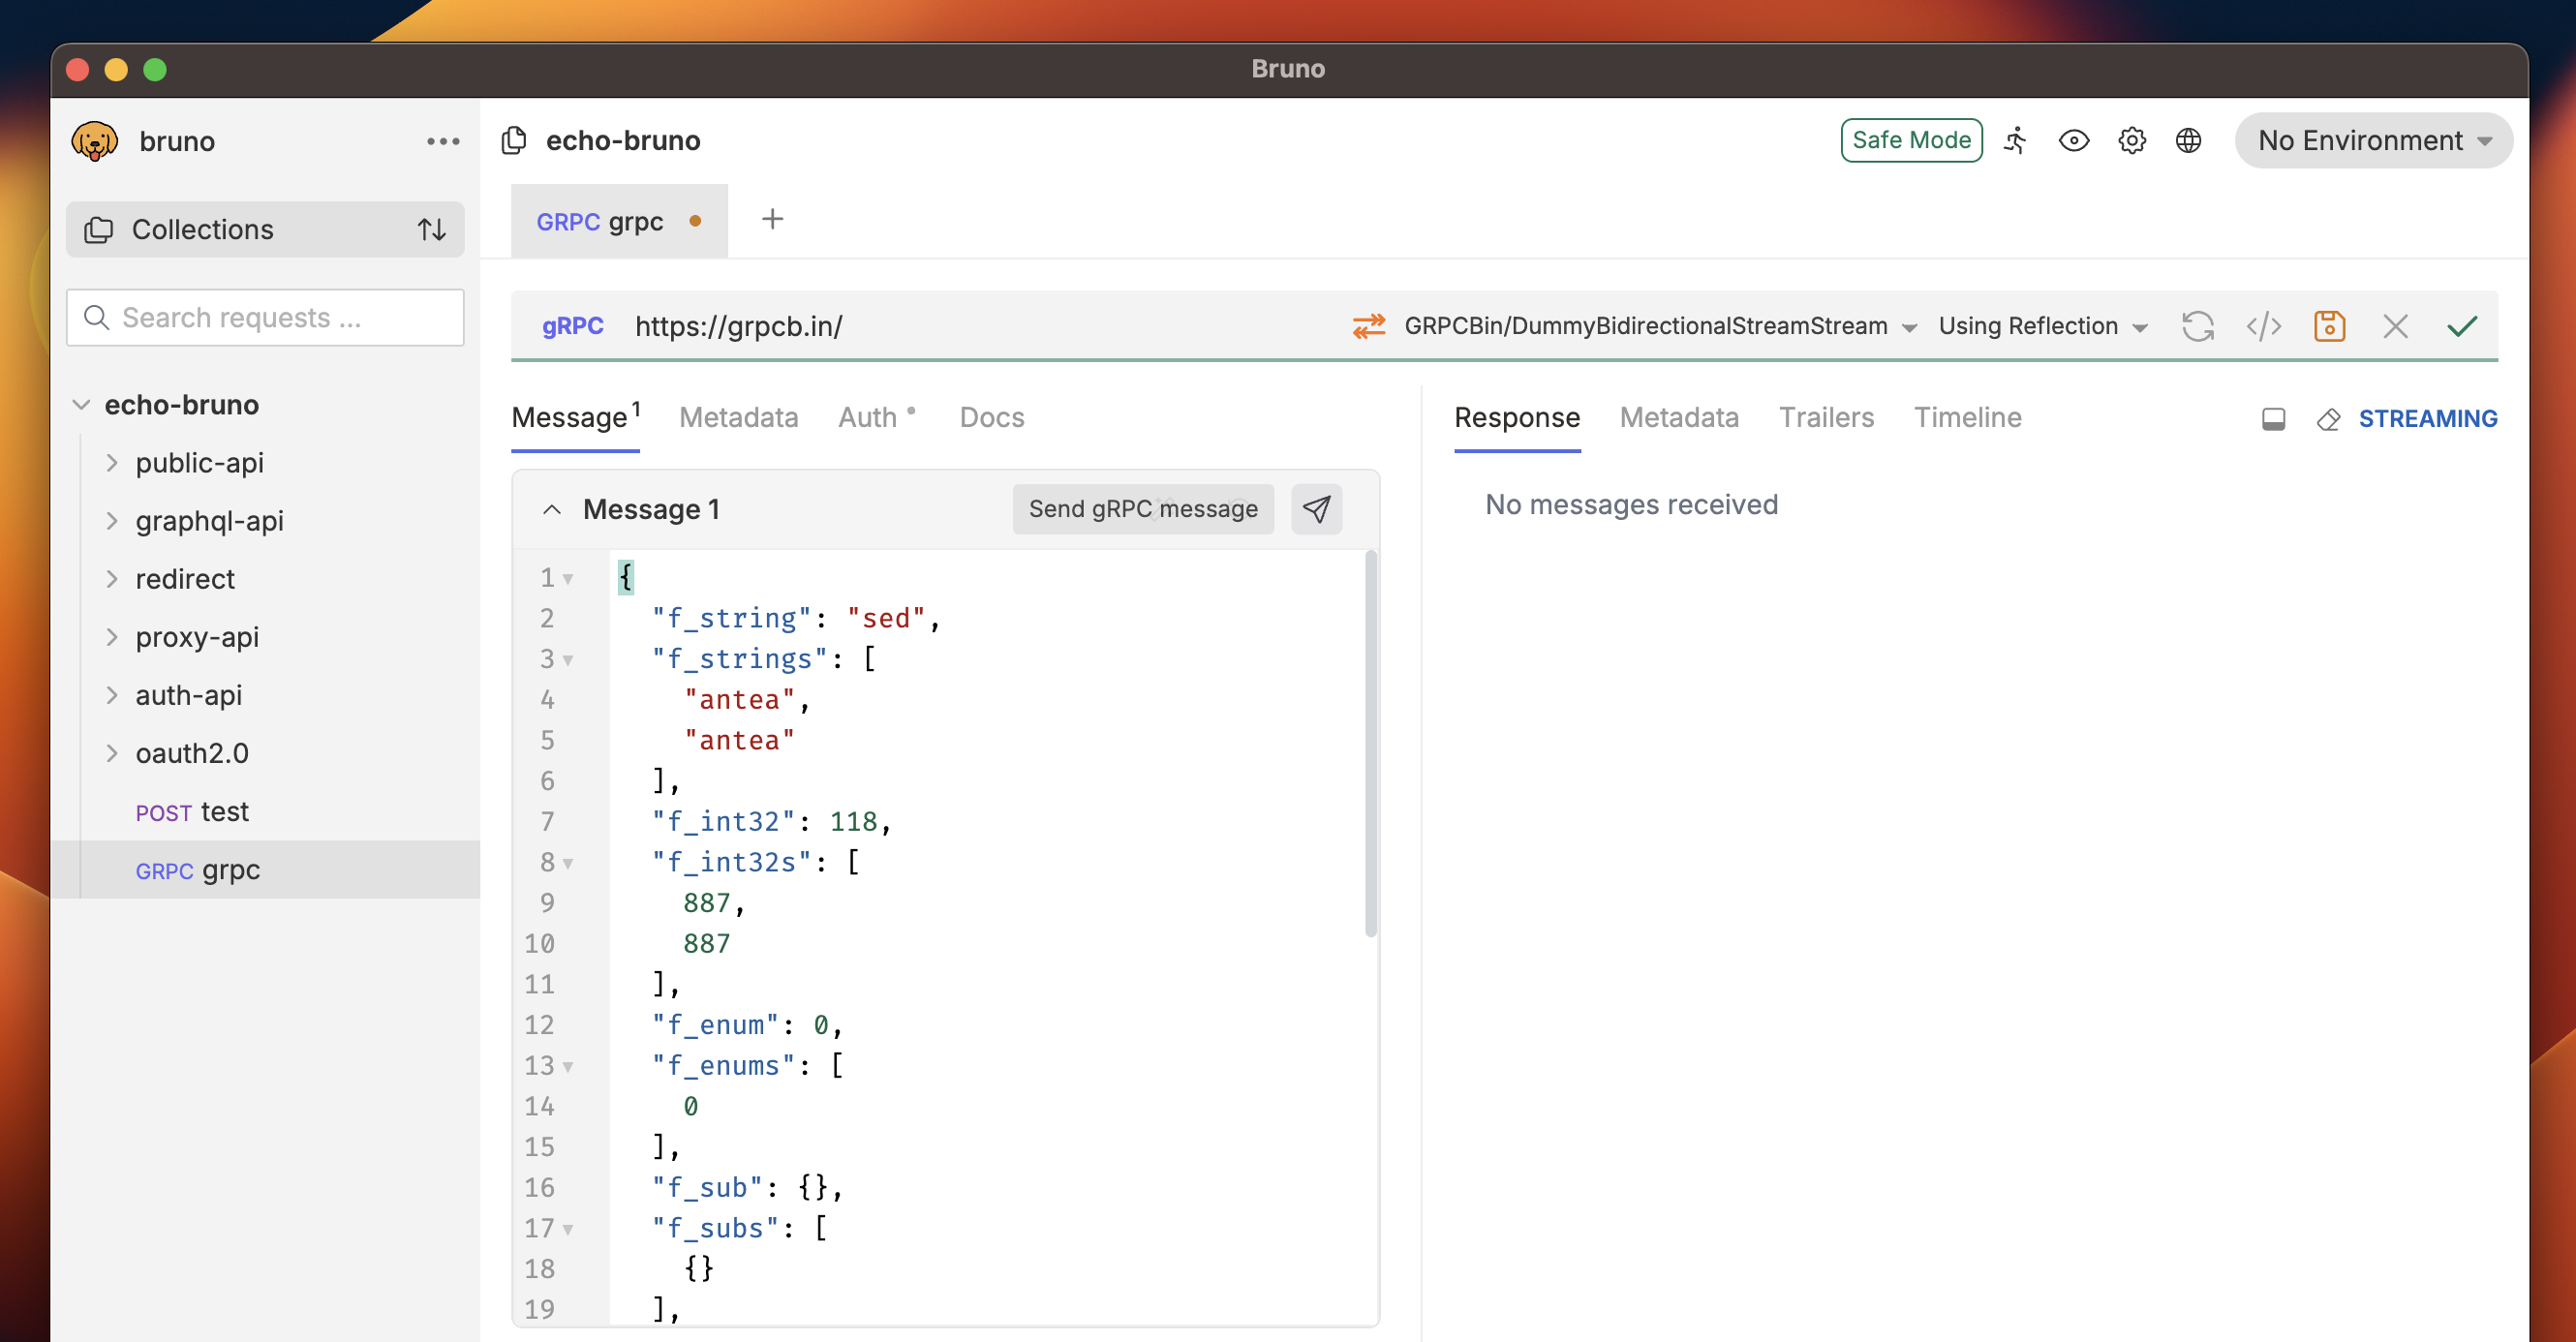 Bruno
bruno
echo-bruno
Safe Mode
No Environment
Collections
GRPC grpc
Search requests ...
gRPC https://grpcb.in/ GRPCBin/DummyBidirectionalStreamStream Using Reflection
echo-bruno
public-api
graphql-api
redirect
proxy-api
auth-api
oauth2.0
POST test
GRPC grpc
Message 1 Metadata Auth Docs
Message 1 Send gRPC message
1 {
2 "f_string": "sed",
3 "f_strings": [
4 "antea",
5 "antea"
6 ],
7 "f_int32": 118,
8 "f_int32s": [
9 887,
10 887
11 ],
12 "f_enum": 0,
13 "f_enums": [
14 0
15 ],
16 "f_sub": {},
17 "f_subs": [
18 {}
19 ],
Response Metadata Trailers Timeline STREAMING
No messages received